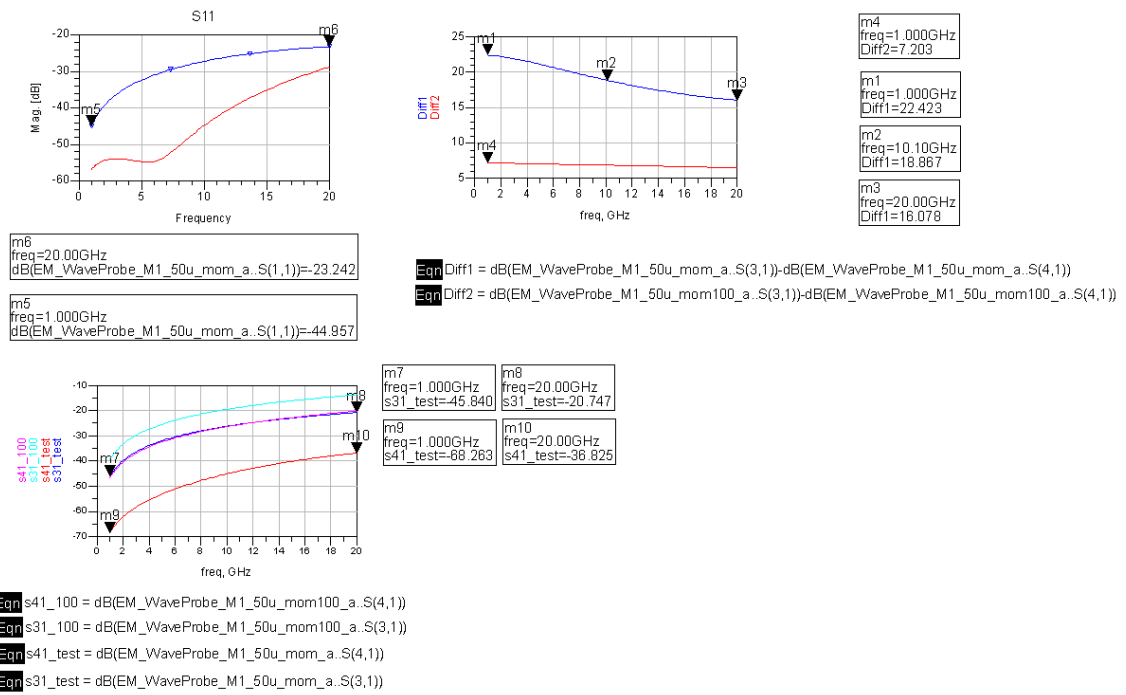 S11
m6
m5
-20
-30
-40
-50
-60
0
5
10
15
20
Mag. [dB]
Frequency
m6
freq=20.00GHz
dB(EM_WaveProbe_M1_50u_mom_a..S(1,1))=-23.242
m5
freq=1.000GHz
dB(EM_WaveProbe_M1_50u_mom_a..S(1,1))=-44.957
m1
m2
m3
m4
25
20
15
10
5
0
2
4
6
8
10
12
14
16
18
20
Diff1
Diff2
freq, GHz
m4
freq=1.000GHz
Diff2=7.203
m1
freq=1.000GHz
Diff1=22.423
m2
freq=10.10GHz
Diff1=18.867
m3
freq=20.00GHz
Diff1=16.078
Eqn Diff1 = dB(EM_WaveProbe_M1_50u_mom_a..S(3,1))-dB(EM_WaveProbe_M1_50u_mom_a..S(4,1))
Eqn Diff2 = dB(EM_WaveProbe_M1_50u_mom100_a..S(3,1))-dB(EM_WaveProbe_M1_50u_mom100_a..S(4,1))
m8
m10
m7
m9
-10
-20
-30
-40
-50
-60
-70
0
2
4
6
8
10
12
14
16
18
20
s41_100
s31_100
s41_test
s31_test
freq, GHz
m7
freq=1.000GHz
s31_test=-45.840
m8
freq=20.00GHz
s31_test=-20.747
m9
freq=1.000GHz
s41_test=-68.263
m10
freq=20.00GHz
s41_test=-36.825
Eqn s41_100 = dB(EM_WaveProbe_M1_50u_mom100_a..S(4,1))
Eqn s31_100 = dB(EM_WaveProbe_M1_50u_mom100_a..S(3,1))
Eqn s41_test = dB(EM_WaveProbe_M1_50u_mom_a..S(4,1))
Eqn s31_test = dB(EM_WaveProbe_M1_50u_mom_a..S(3,1))